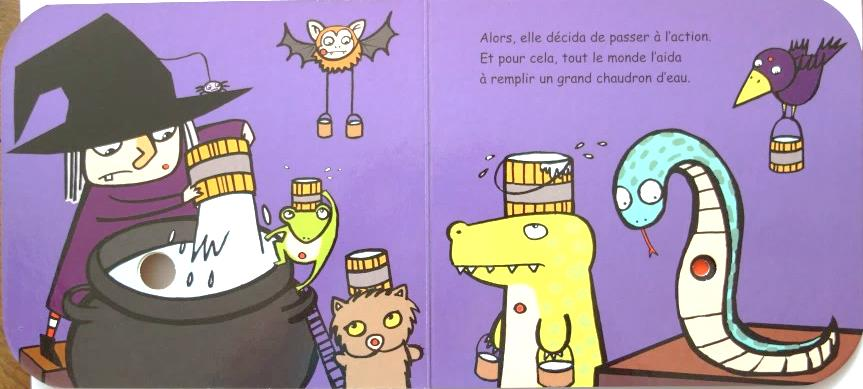 Alors, elle décida de passer à l'action.
Et pour cela, tout le monde l'aida
à remplir un grand chaudron d'eau.